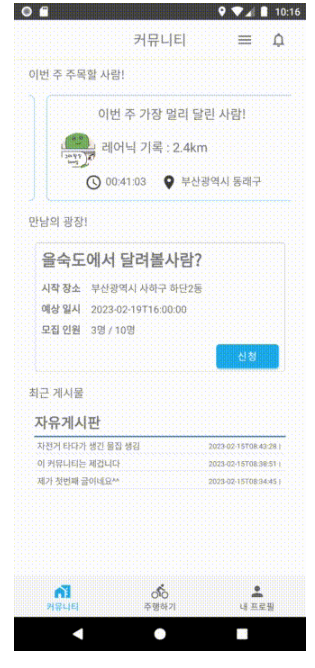 10:16
커뮤니티
이번 주 주목할 사람!
이번 주 가장 멀리 달린 사람!
레어닉 기록 : 2.4km
00:41:03 부산광역시 동래구
만남의 광장!
을숙도에서 달려볼사람?
시작 장소 부산광역시 사하구 하단2동
예상 일시 2023-02-19T16:00:00
모집 인원 3명 / 10명
신청
최근 게시물
자유게시판
자전거 타다가 생긴 물집 생김 2023-02-15T08:43:28 |
이 커뮤니티는 제겁니다 2023-02-15T08:38:51 |
제가 첫번째 글이네요^^ 2023-02-15T08:34:45 |
커뮤니티 주행하기 내 프로필